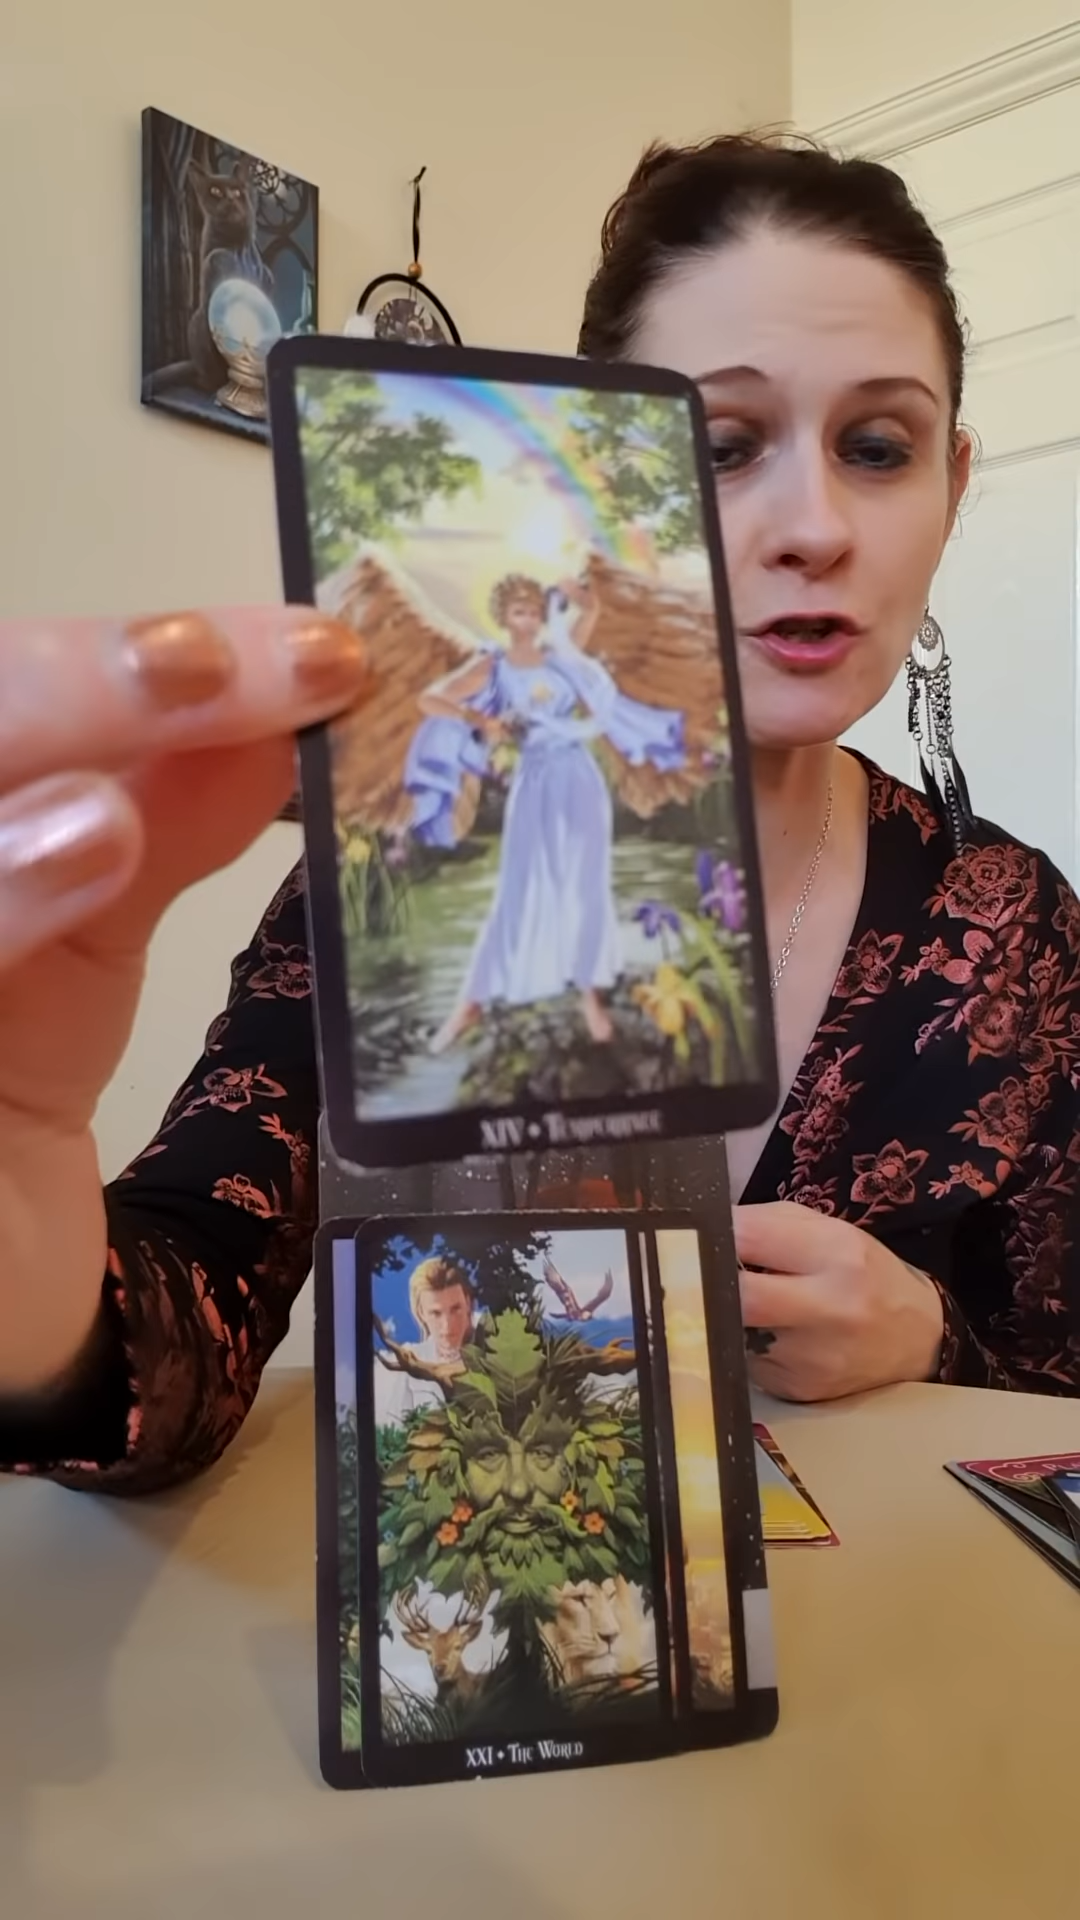 XIV • Temperance
XXI • The World